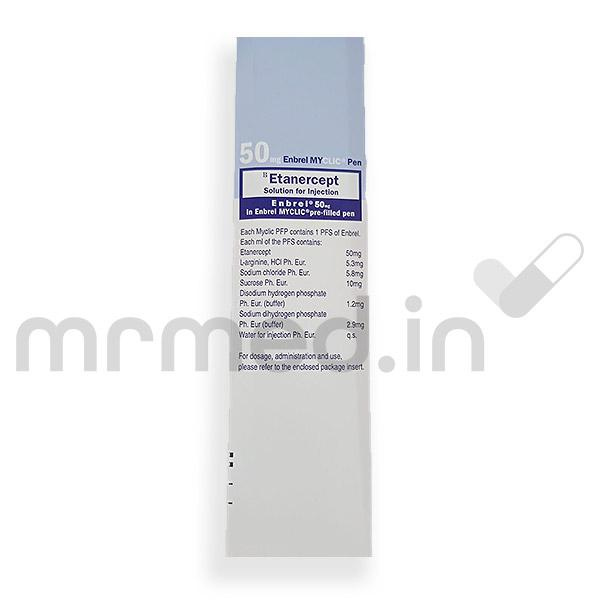 50mg Enbrel MYCLIC® Pen
℞ Etanercept
Solution for Injection
Enbrel® 50mg
in Enbrel MYCLIC® pre-filled pen
Each Myclic PFP contains 1 PFS of Enbrel.
Each ml of the PFS contains:
Etanercept 50mg
L-arginine, HCl Ph. Eur. 5.3mg
Sodium chloride Ph. Eur. 5.8mg
Sucrose Ph. Eur. 10mg
Disodium hydrogen phosphate
Ph. Eur. (buffer) 1.2mg
Sodium dihydrogen phosphate
Ph. Eur (buffer) 2.9mg
Water for injection Ph. Eur. q.s.
For dosage, administration and use,
please refer to the enclosed package insert.
mrmed.in